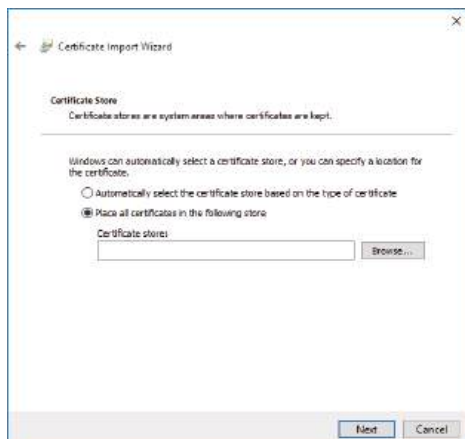 Certificate Import Wizard
Certificate Store
Certificate stores are system areas where certificates are kept.
Windows can automatically select a certificate store, or you can specify a location for
the certificate.
Automatically select the certificate store based on the type of certificate
Place all certificates in the following store
Certificate store:
Browse...
Next
Cancel